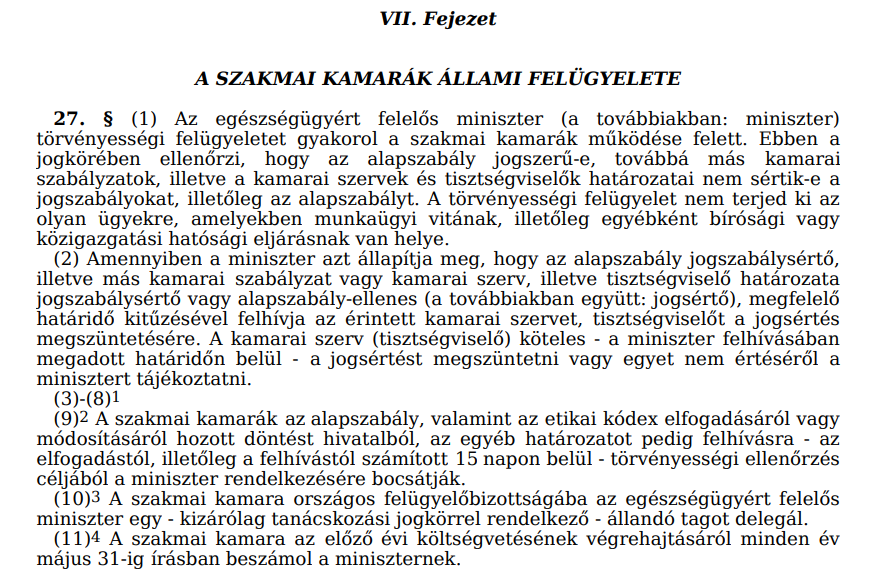 VII. Fejezet
A SZAKMAI KAMARÁK ÁLLAMI FELÜGYELETE
27. § (1) Az egészségügyért felelős miniszter (a továbbiakban: miniszter)
törvényességi felügyeletet gyakorol a szakmai kamarák működése felett. Ebben a
jogkörében ellenőrzi, hogy az alapszabály jogszerű-e, továbbá más kamarai
szabályzatok, illetve a kamarai szervek és tisztségviselők határozatai nem sértik-e a
jogszabályokat, illetőleg az alapszabályt. A törvényességi felügyelet nem terjed ki az
olyan ügyekre, amelyekben munkaügyi vitának, illetőleg egyébként bírósági vagy
közigazgatási hatósági eljárásnak van helye.
(2) Amennyiben a miniszter azt állapítja meg, hogy az alapszabály jogszabálysértő,
illetve más kamarai szabályzat vagy kamarai szerv, illetve tisztségviselő határozata
jogszabálysértő vagy alapszabály-ellenes (a továbbiakban együtt: jogsértő), megfelelő
határidő kitűzésével felhívja az érintett kamarai szervet, tisztségviselőt a jogsértés
megszüntetésére. A kamarai szerv (tisztségviselő) köteles - a miniszter felhívásában
megadott határidőn belül - a jogsértést megszüntetni vagy egyet nem értéséről a
minisztert tájékoztatni.
(3)-(8)1
(9)2 A szakmai kamarák az alapszabály, valamint az etikai kódex elfogadásáról vagy
módosításáról hozott döntést hivatalból, az egyéb határozatot pedig felhívásra - az
elfogadástól, illetőleg a felhívástól számított 15 napon belül - törvényességi ellenőrzés
céljából a miniszter rendelkezésére bocsátják.
(10)3 A szakmai kamara országos felügyelőbizottságába az egészségügyért felelős
miniszter egy - kizárólag tanácskozási jogkörrel rendelkező - állandó tagot delegál.
(11)4 A szakmai kamara az előző évi költségvetésének végrehajtásáról minden év
május 31-ig írásban beszámol a miniszternek.